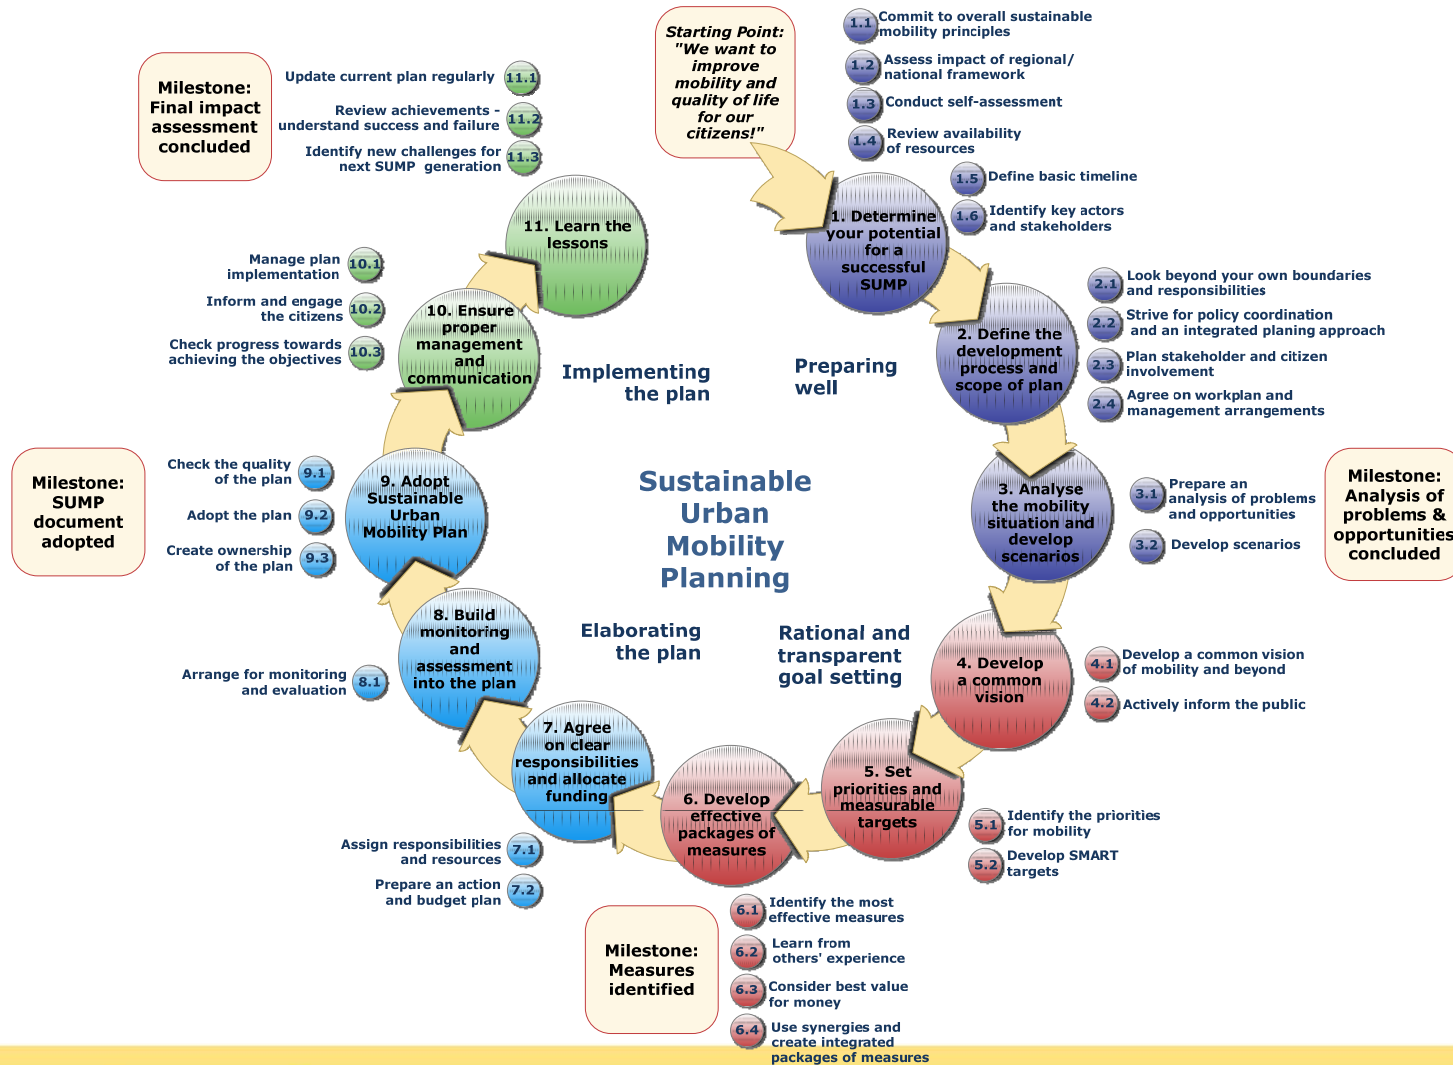 Starting Point:
"We want to
improve
mobility and
quality of life
for our
citizens!"
1.1 Commit to overall sustainable
mobility principles
1.2 Assess impact of regional/
national framework
1.3 Conduct self-assessment
1.4 Review availability
of resources
1.5 Define basic timeline
1.6 Identify key actors
and stakeholders
1. Determine
your potential
for a
successful
SUMP
2. Define the
development
process and
scope of plan
2.1 Look beyond your own boundaries
and responsibilities
2.2 Strive for policy coordination
and an integrated planing approach
2.3 Plan stakeholder and citizen
involvement
2.4 Agree on workplan and
management arrangements
3. Analyse
the mobility
situation and
develop
scenarios
3.1 Prepare an
analysis of problems
and opportunities
3.2 Develop scenarios
Milestone:
Analysis of
problems &
opportunities
concluded
4. Develop
a common
vision
4.1 Develop a common vision
of mobility and beyond
4.2 Actively inform the public
5. Set
priorities and
measurable
targets
5.1 Identify the priorities
for mobility
5.2 Develop SMART
targets
6. Develop
effective
packages of
measures
6.1 Identify the most
effective measures
6.2 Learn from
others' experience
6.3 Consider best value
for money
6.4 Use synergies and
create integrated
packages of measures
Milestone:
Measures
identified
7. Agree
on clear
responsibilities
and allocate
funding
Assign responsibilities 7.1
and resources
Prepare an action 7.2
and budget plan
8. Build
monitoring
and
assessment
into the plan
Arrange for monitoring 8.1
and evaluation
9. Adopt
Sustainable
Urban
Mobility Plan
Check the quality 9.1
of the plan
Adopt the plan 9.2
Create ownership 9.3
of the plan
Milestone:
SUMP
document
adopted
10. Ensure
proper
management
and
communication
Manage plan 10.1
implementation
Inform and engage 10.2
the citizens
Check progress towards 10.3
achieving the objectives
11. Learn the
lessons
Update current plan regularly 11.1
Review achievements - 11.2
understand success and failure
Identify new challenges for 11.3
next SUMP generation
Milestone:
Final impact
assessment
concluded
Implementing
the plan
Preparing
well
Sustainable
Urban
Mobility
Planning
Elaborating
the plan
Rational and
transparent
goal setting